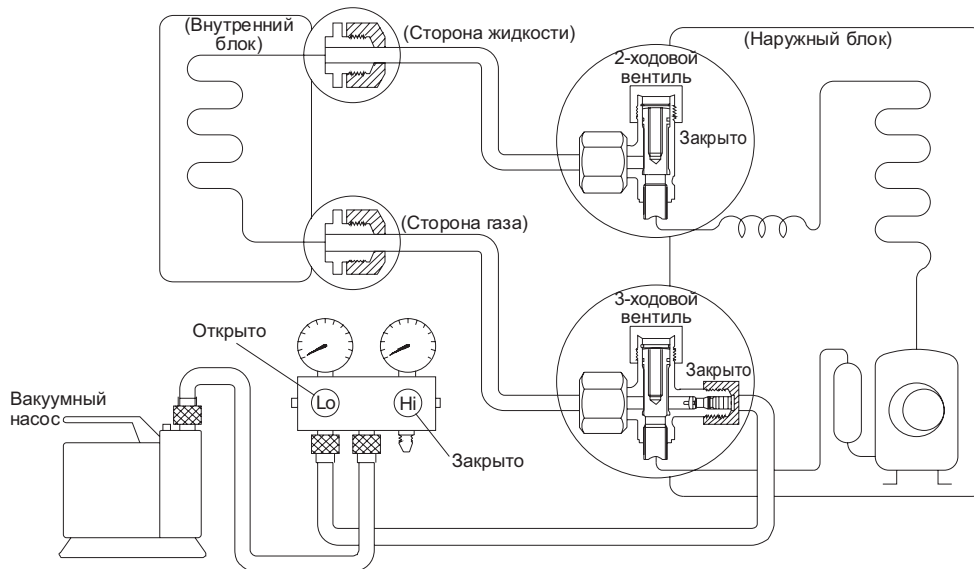 (Внутренний
блок)
(Сторона жидкости)
(Наружный блок)
2-ходовой
вентиль
Закрыто
(Сторона газа)
3-ходовой
вентиль
Закрыто
Открыто
Lo
Hi
Закрыто
Вакуумный
насос